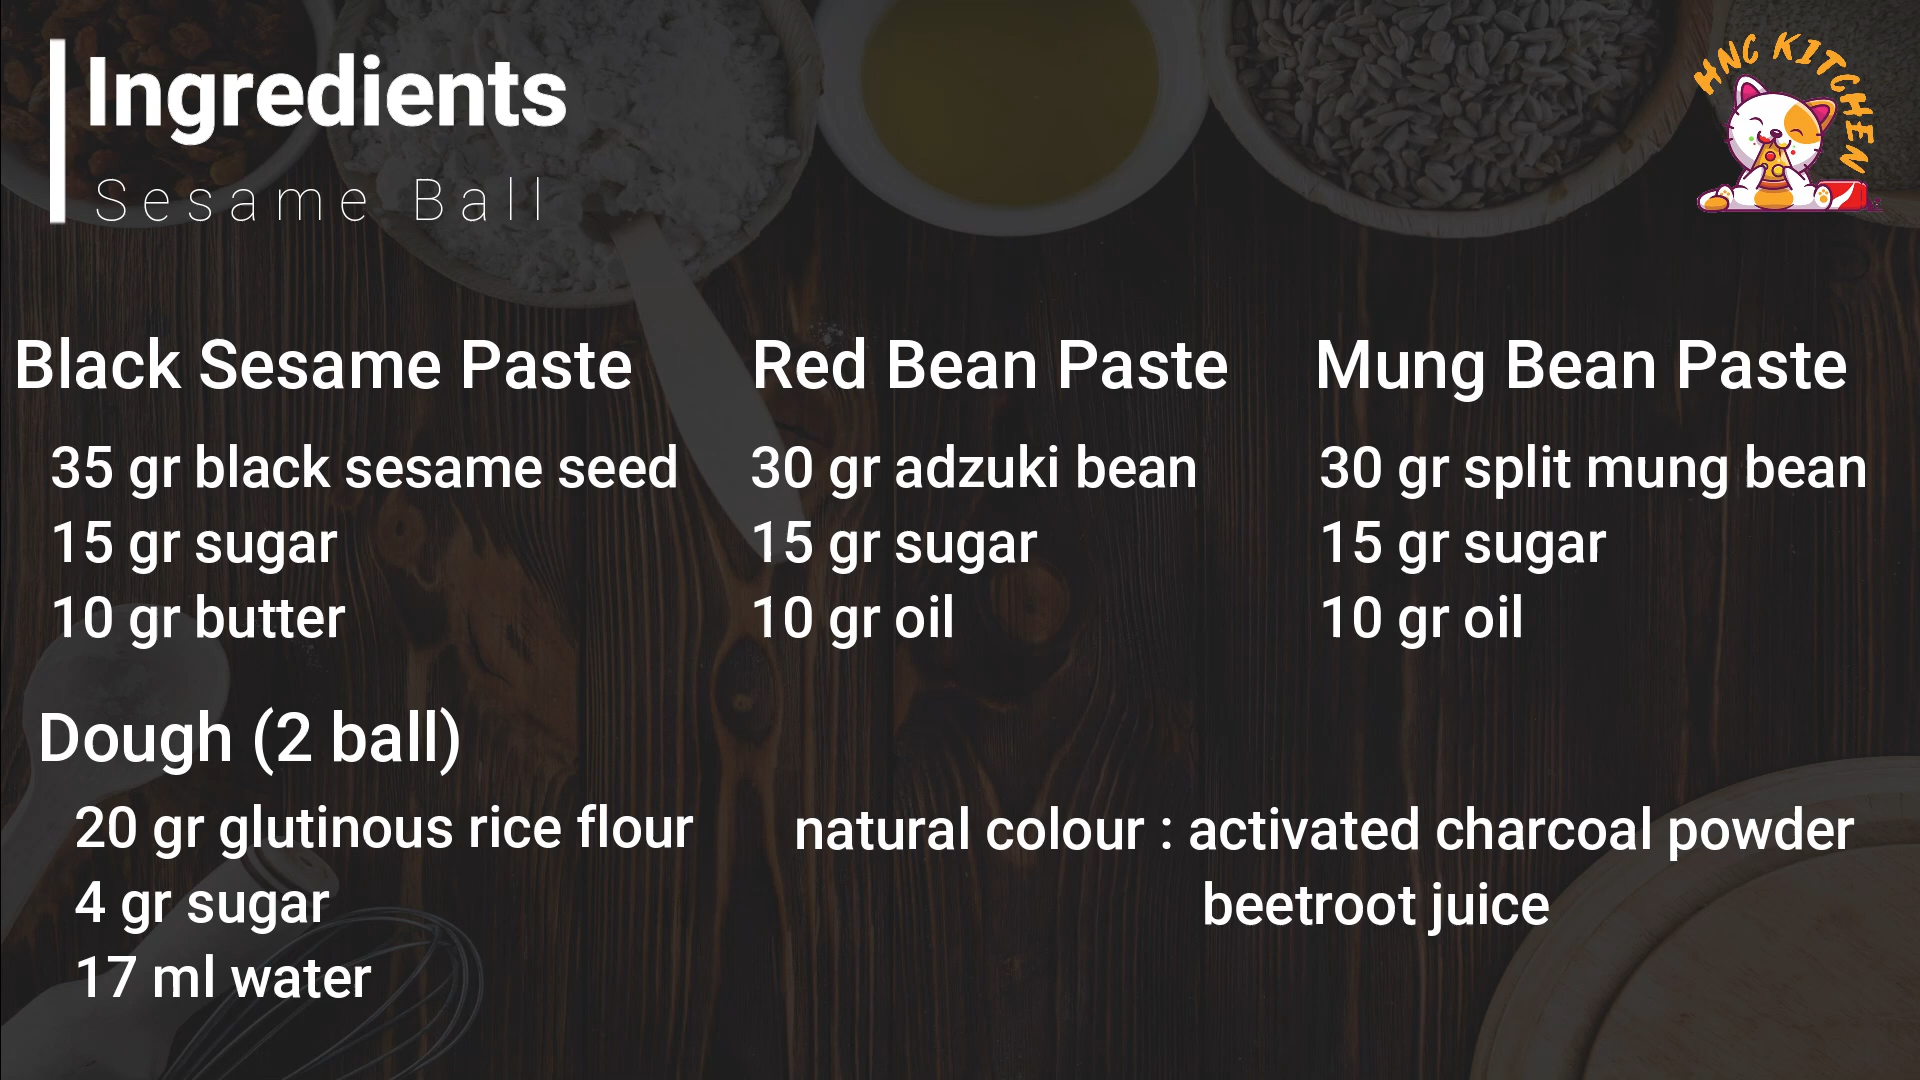 Ingredients
Sesame Ball
HNC KITCHEN
Black Sesame Paste
35 gr black sesame seed
15 gr sugar
10 gr butter
Red Bean Paste
30 gr adzuki bean
15 gr sugar
10 gr oil
Mung Bean Paste
30 gr split mung bean
15 gr sugar
10 gr oil
Dough (2 ball)
20 gr glutinous rice flour
4 gr sugar
17 ml water
natural colour : activated charcoal powder
beetroot juice